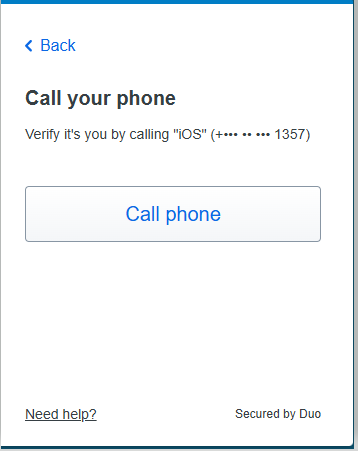 Back
Call your phone
Verify it's you by calling "iOS" (+••• •• ••• 1357)
Call phone
Need help?
Secured by Duo